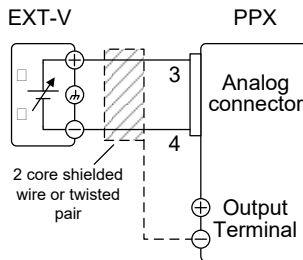 EXT-V
PPX
3
Analog
connector
4
2 core shielded
wire or twisted
pair
Output
Terminal